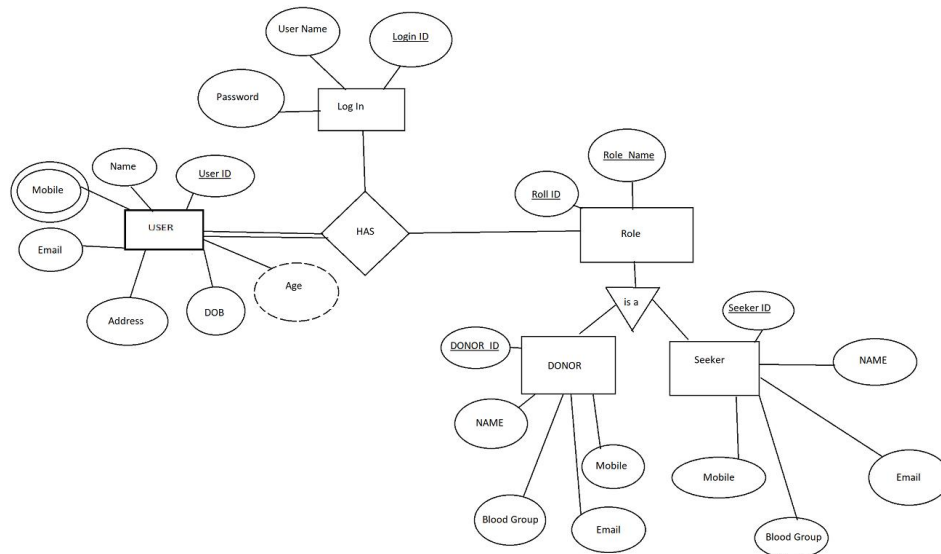 User Name
Login ID
Password
Log In
Name
User ID
Mobile
USER
Email
Address
DOB
Age
HAS
Role_Name
Roll ID
Role
is a
Seeker ID
DONOR_ID
DONOR
Seeker
NAME
NAME
Mobile
Mobile
Email
Blood Group
Email
Blood Group